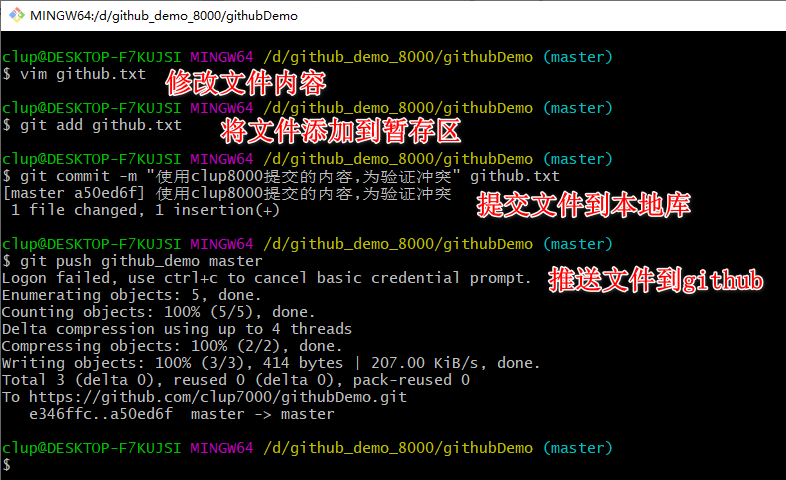 MINGW64:/d/github_demo_8000/githubDemo
clup@DESKTOP-F7KUJSI MINGW64 /d/github_demo_8000/githubDemo (master)
$ vim github.txt
修改文件内容
clup@DESKTOP-F7KUJSI MINGW64 /d/github_demo_8000/githubDemo (master)
$ git add github.txt
将文件添加到暂存区
clup@DESKTOP-F7KUJSI MINGW64 /d/github_demo_8000/githubDemo (master)
$ git commit -m "使用clup8000提交的内容,为验证冲突" github.txt
[master a50ed6f] 使用clup8000提交的内容,为验证冲突
1 file changed, 1 insertion(+)
提交文件到本地库
clup@DESKTOP-F7KUJSI MINGW64 /d/github_demo_8000/githubDemo (master)
$ git push github_demo master
Logon failed, use ctrl+c to cancel basic credential prompt.
推送文件到github
Enumerating objects: 5, done.
Counting objects: 100% (5/5), done.
Delta compression using up to 4 threads
Compressing objects: 100% (2/2), done.
Writing objects: 100% (3/3), 414 bytes | 207.00 KiB/s, done.
Total 3 (delta 0), reused 0 (delta 0), pack-reused 0
To https://github.com/clup7000/githubDemo.git
e346ffc..a50ed6f  master -> master
clup@DESKTOP-F7KUJSI MINGW64 /d/github_demo_8000/githubDemo (master)
$